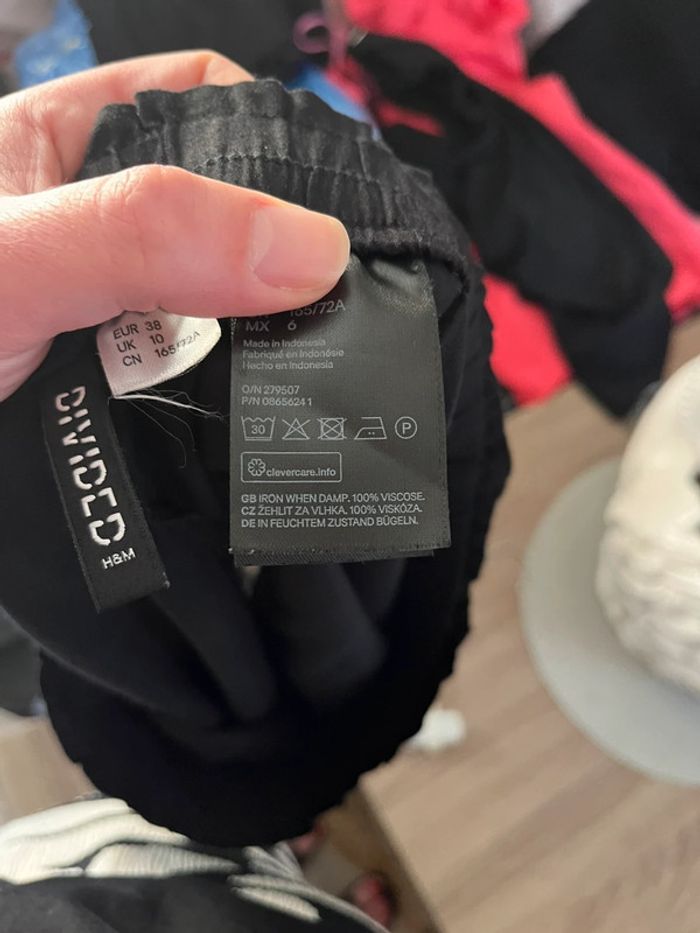 EUR 38
UK 10
CN 165/72A
DIVIDED
H&M
165/72A
MX 6
Made in Indonesia
Fabriqué en Indonésie
Hecho en Indonesia
O/N 279507
P/N 08656241
30
P
clevercare.info
GB IRON WHEN DAMP. 100% VISCOSE.
CZ ŽEHLIT ZA VLHKA. 100% VISKÓZA.
DE IN FEUCHTEM ZUSTAND BÜGELN.